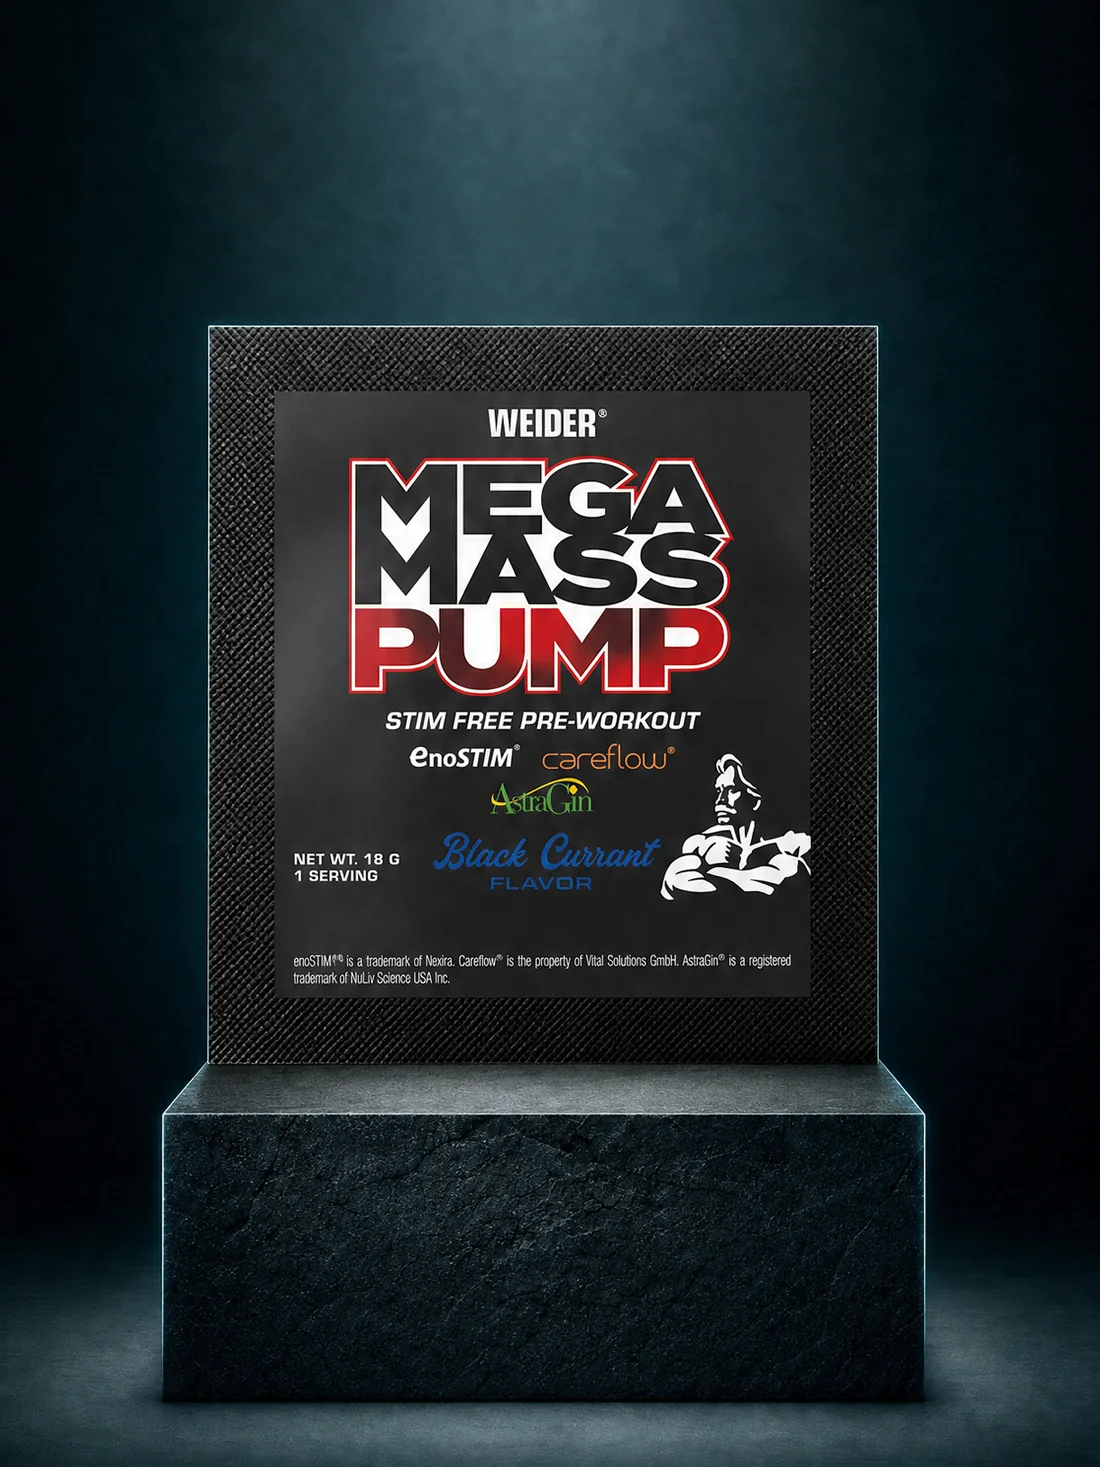 WEIDER®
MEGA
MASS
PUMP
STIM FREE PRE-WORKOUT
enoSTIM® careflow®
AstraGin
Black Currant
FLAVOR
NET WT. 18 G
1 SERVING
enoSTIM®® is a trademark of Nexira. Careflow® is the property of Vital Solutions GmbH. AstraGin® is a registered
trademark of NuLiv Science USA Inc.